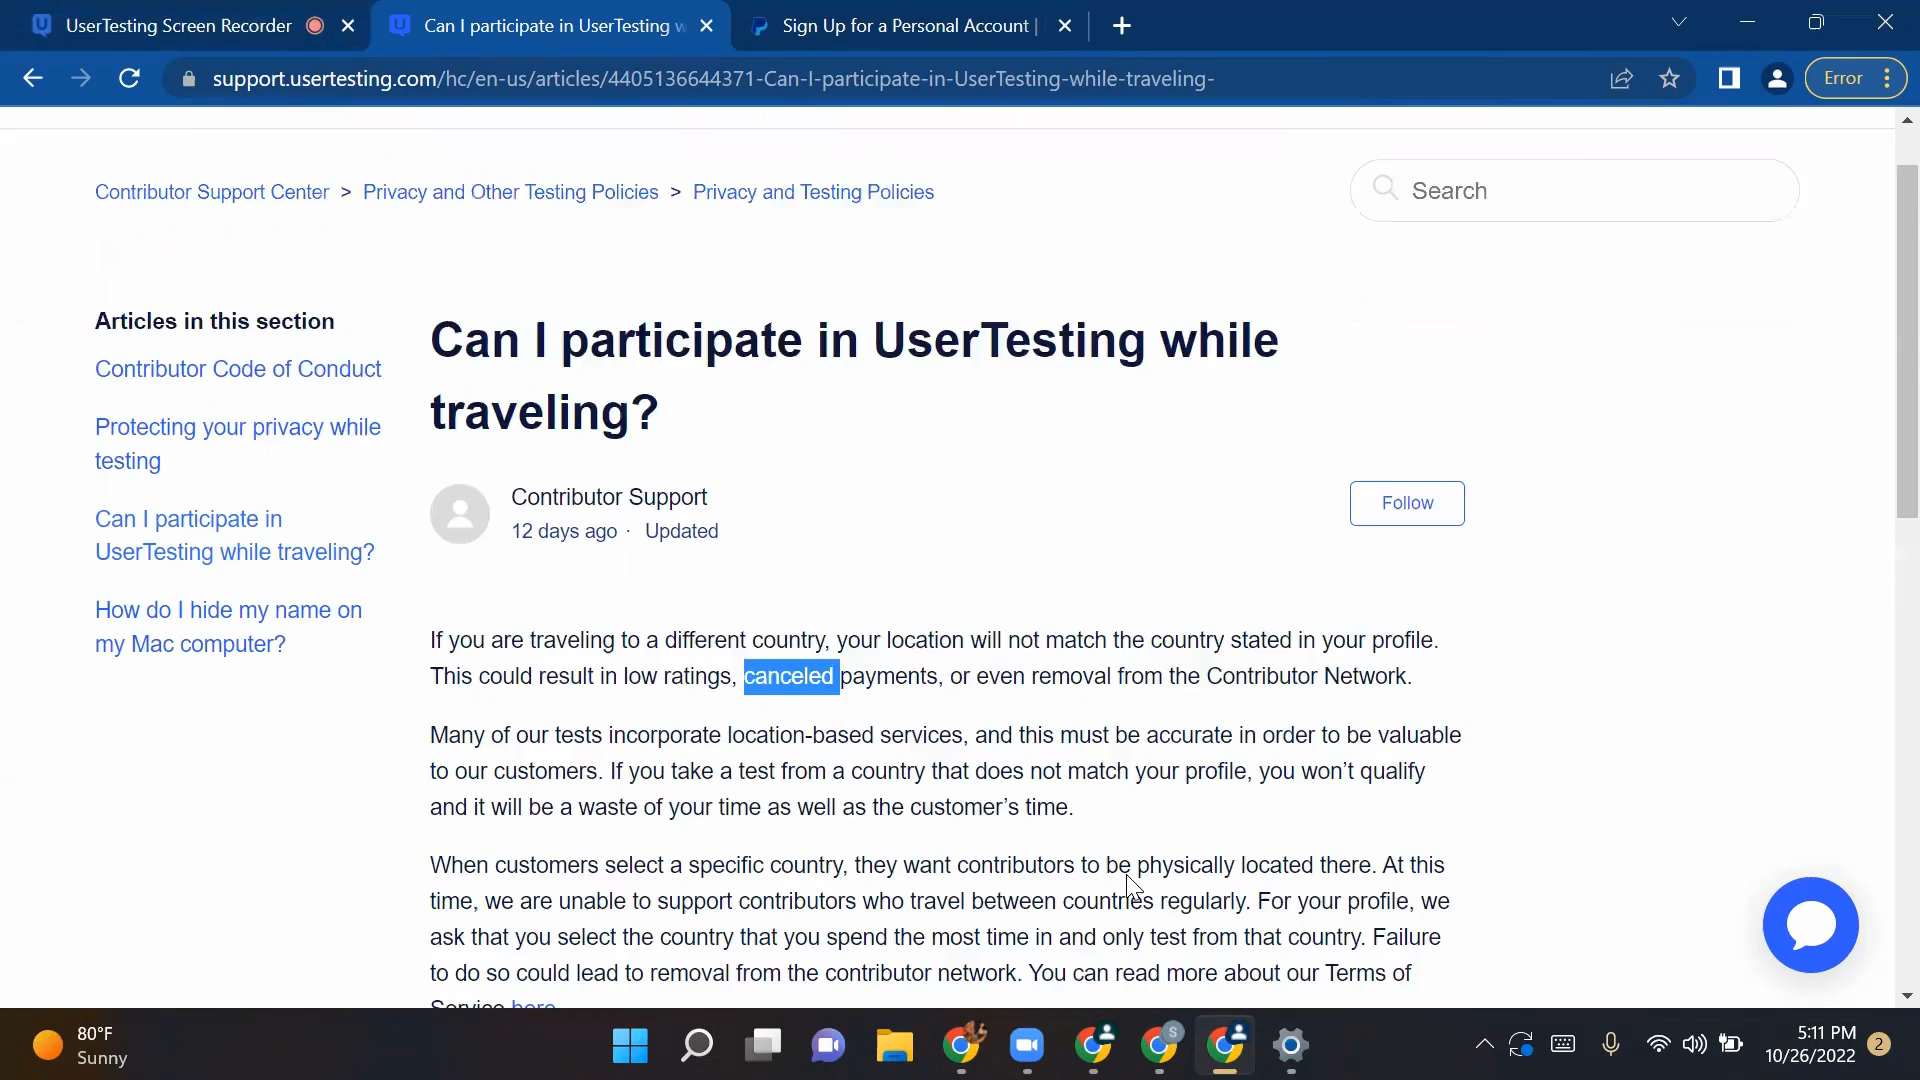 UserTesting Screen Recorder
Can I participate in UserTesting w
Sign Up for a Personal Account |
support.usertesting.com/hc/en-us/articles/4405136644371-Can-I-participate-in-UserTesting-while-traveling-
Error
Contributor Support Center > Privacy and Other Testing Policies > Privacy and Testing Policies
Search
Articles in this section
Contributor Code of Conduct
Protecting your privacy while
testing
Can I participate in
UserTesting while traveling?
How do I hide my name on
my Mac computer?
Can I participate in UserTesting while
traveling?
Contributor Support
12 days ago · Updated
Follow
If you are traveling to a different country, your location will not match the country stated in your profile.
This could result in low ratings, canceled payments, or even removal from the Contributor Network.
Many of our tests incorporate location-based services, and this must be accurate in order to be valuable
to our customers. If you take a test from a country that does not match your profile, you won’t qualify
and it will be a waste of your time as well as the customer’s time.
When customers select a specific country, they want contributors to be physically located there. At this
time, we are unable to support contributors who travel between countries regularly. For your profile, we
ask that you select the country that you spend the most time in and only test from that country. Failure
to do so could lead to removal from the contributor network. You can read more about our Terms of
Service here
80°F
Sunny
S
5:11 PM
10/26/2022
2